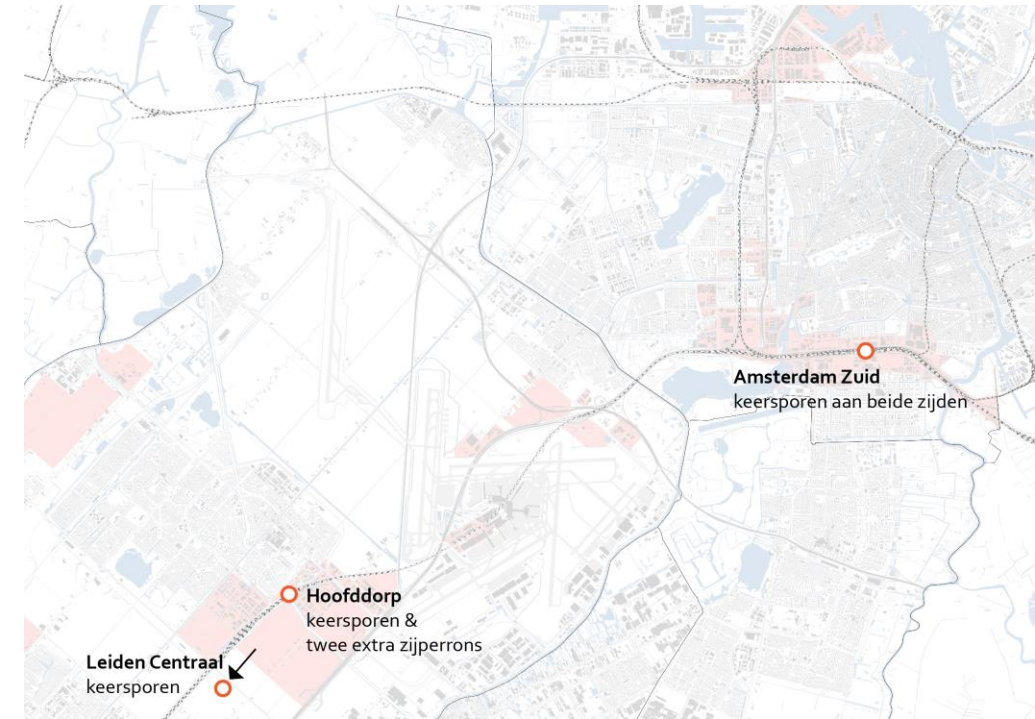 Amsterdam Zuid
keersporen aan beide zijden
Hoofddorp
keersporen &
twee extra zijperrons
Leiden Centraal
keersporen